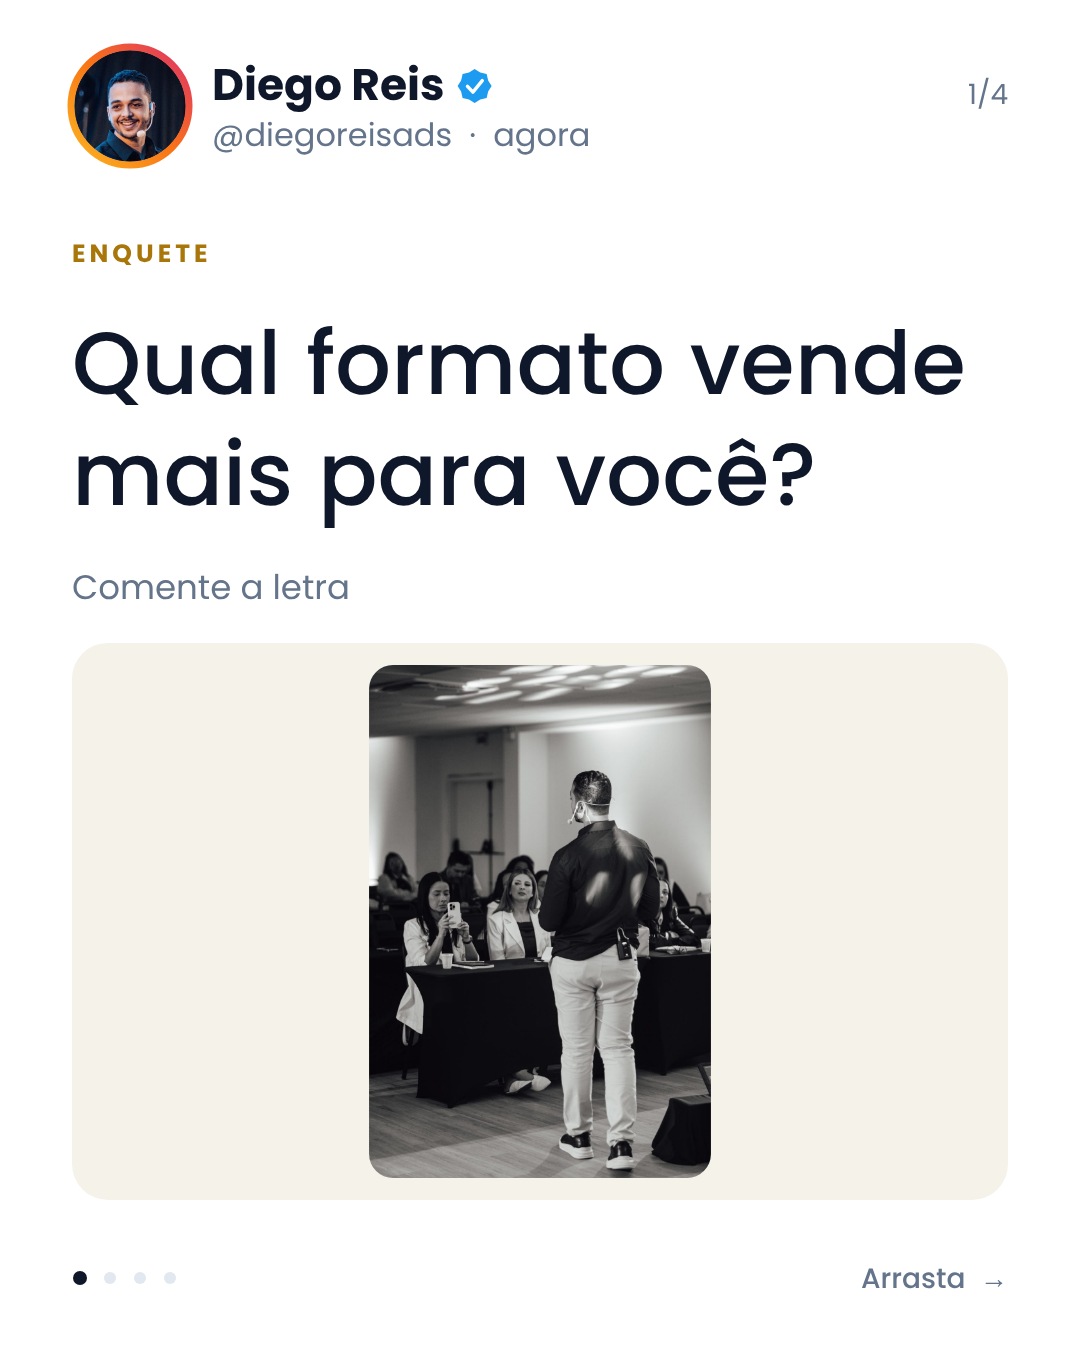 Diego Reis
@diegoreisads · agora
1/4
ENQUETE
Qual formato vende
mais para você?
Comente a letra
Arrasta →